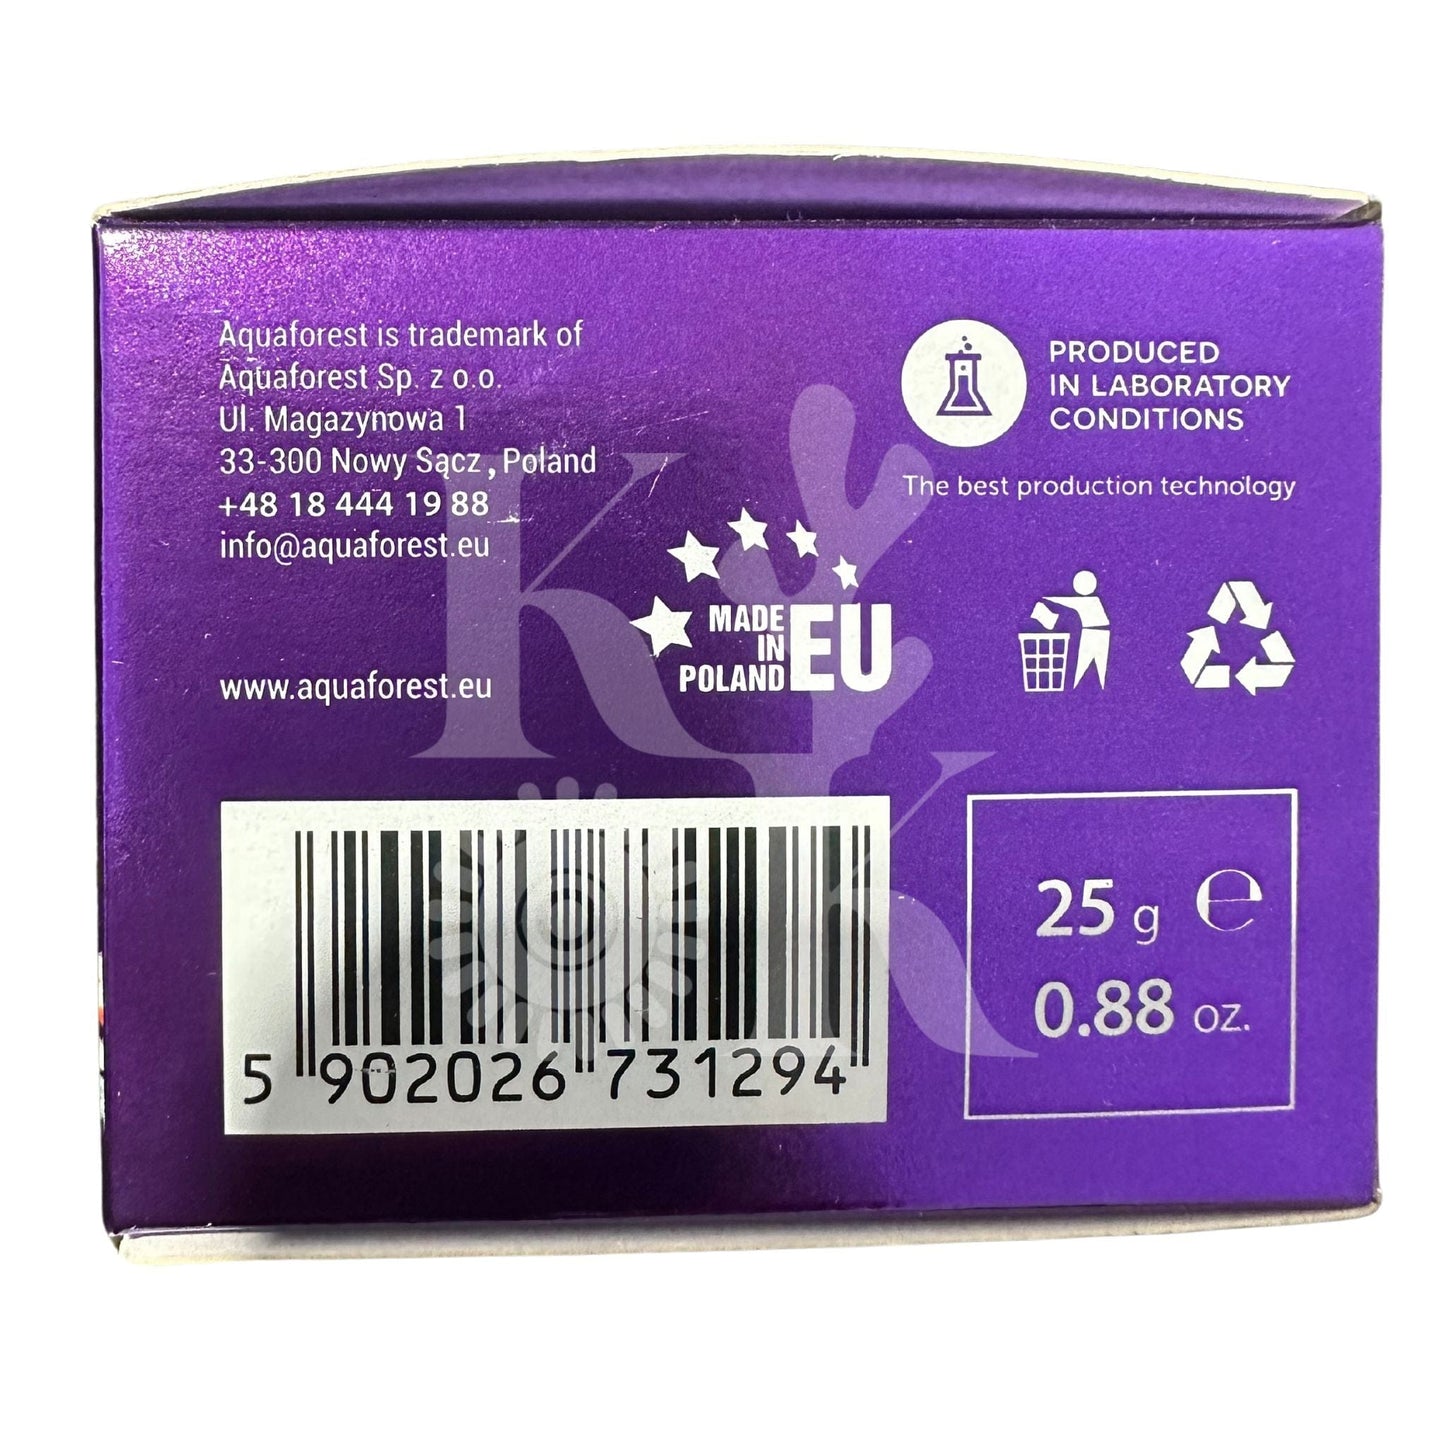 Aquaforest is trademark of
Aquaforest Sp. z o.o.
Ul. Magazynowa 1
33-300 Nowy Sącz, Poland
+48 18 444 19 88
info@aquaforest.eu
www.aquaforest.eu
MADE
IN
POLAND
EU
PRODUCED
IN LABORATORY
CONDITIONS
The best production technology
K
K
5 902026 731294
25 g ℮
0.88 oz.